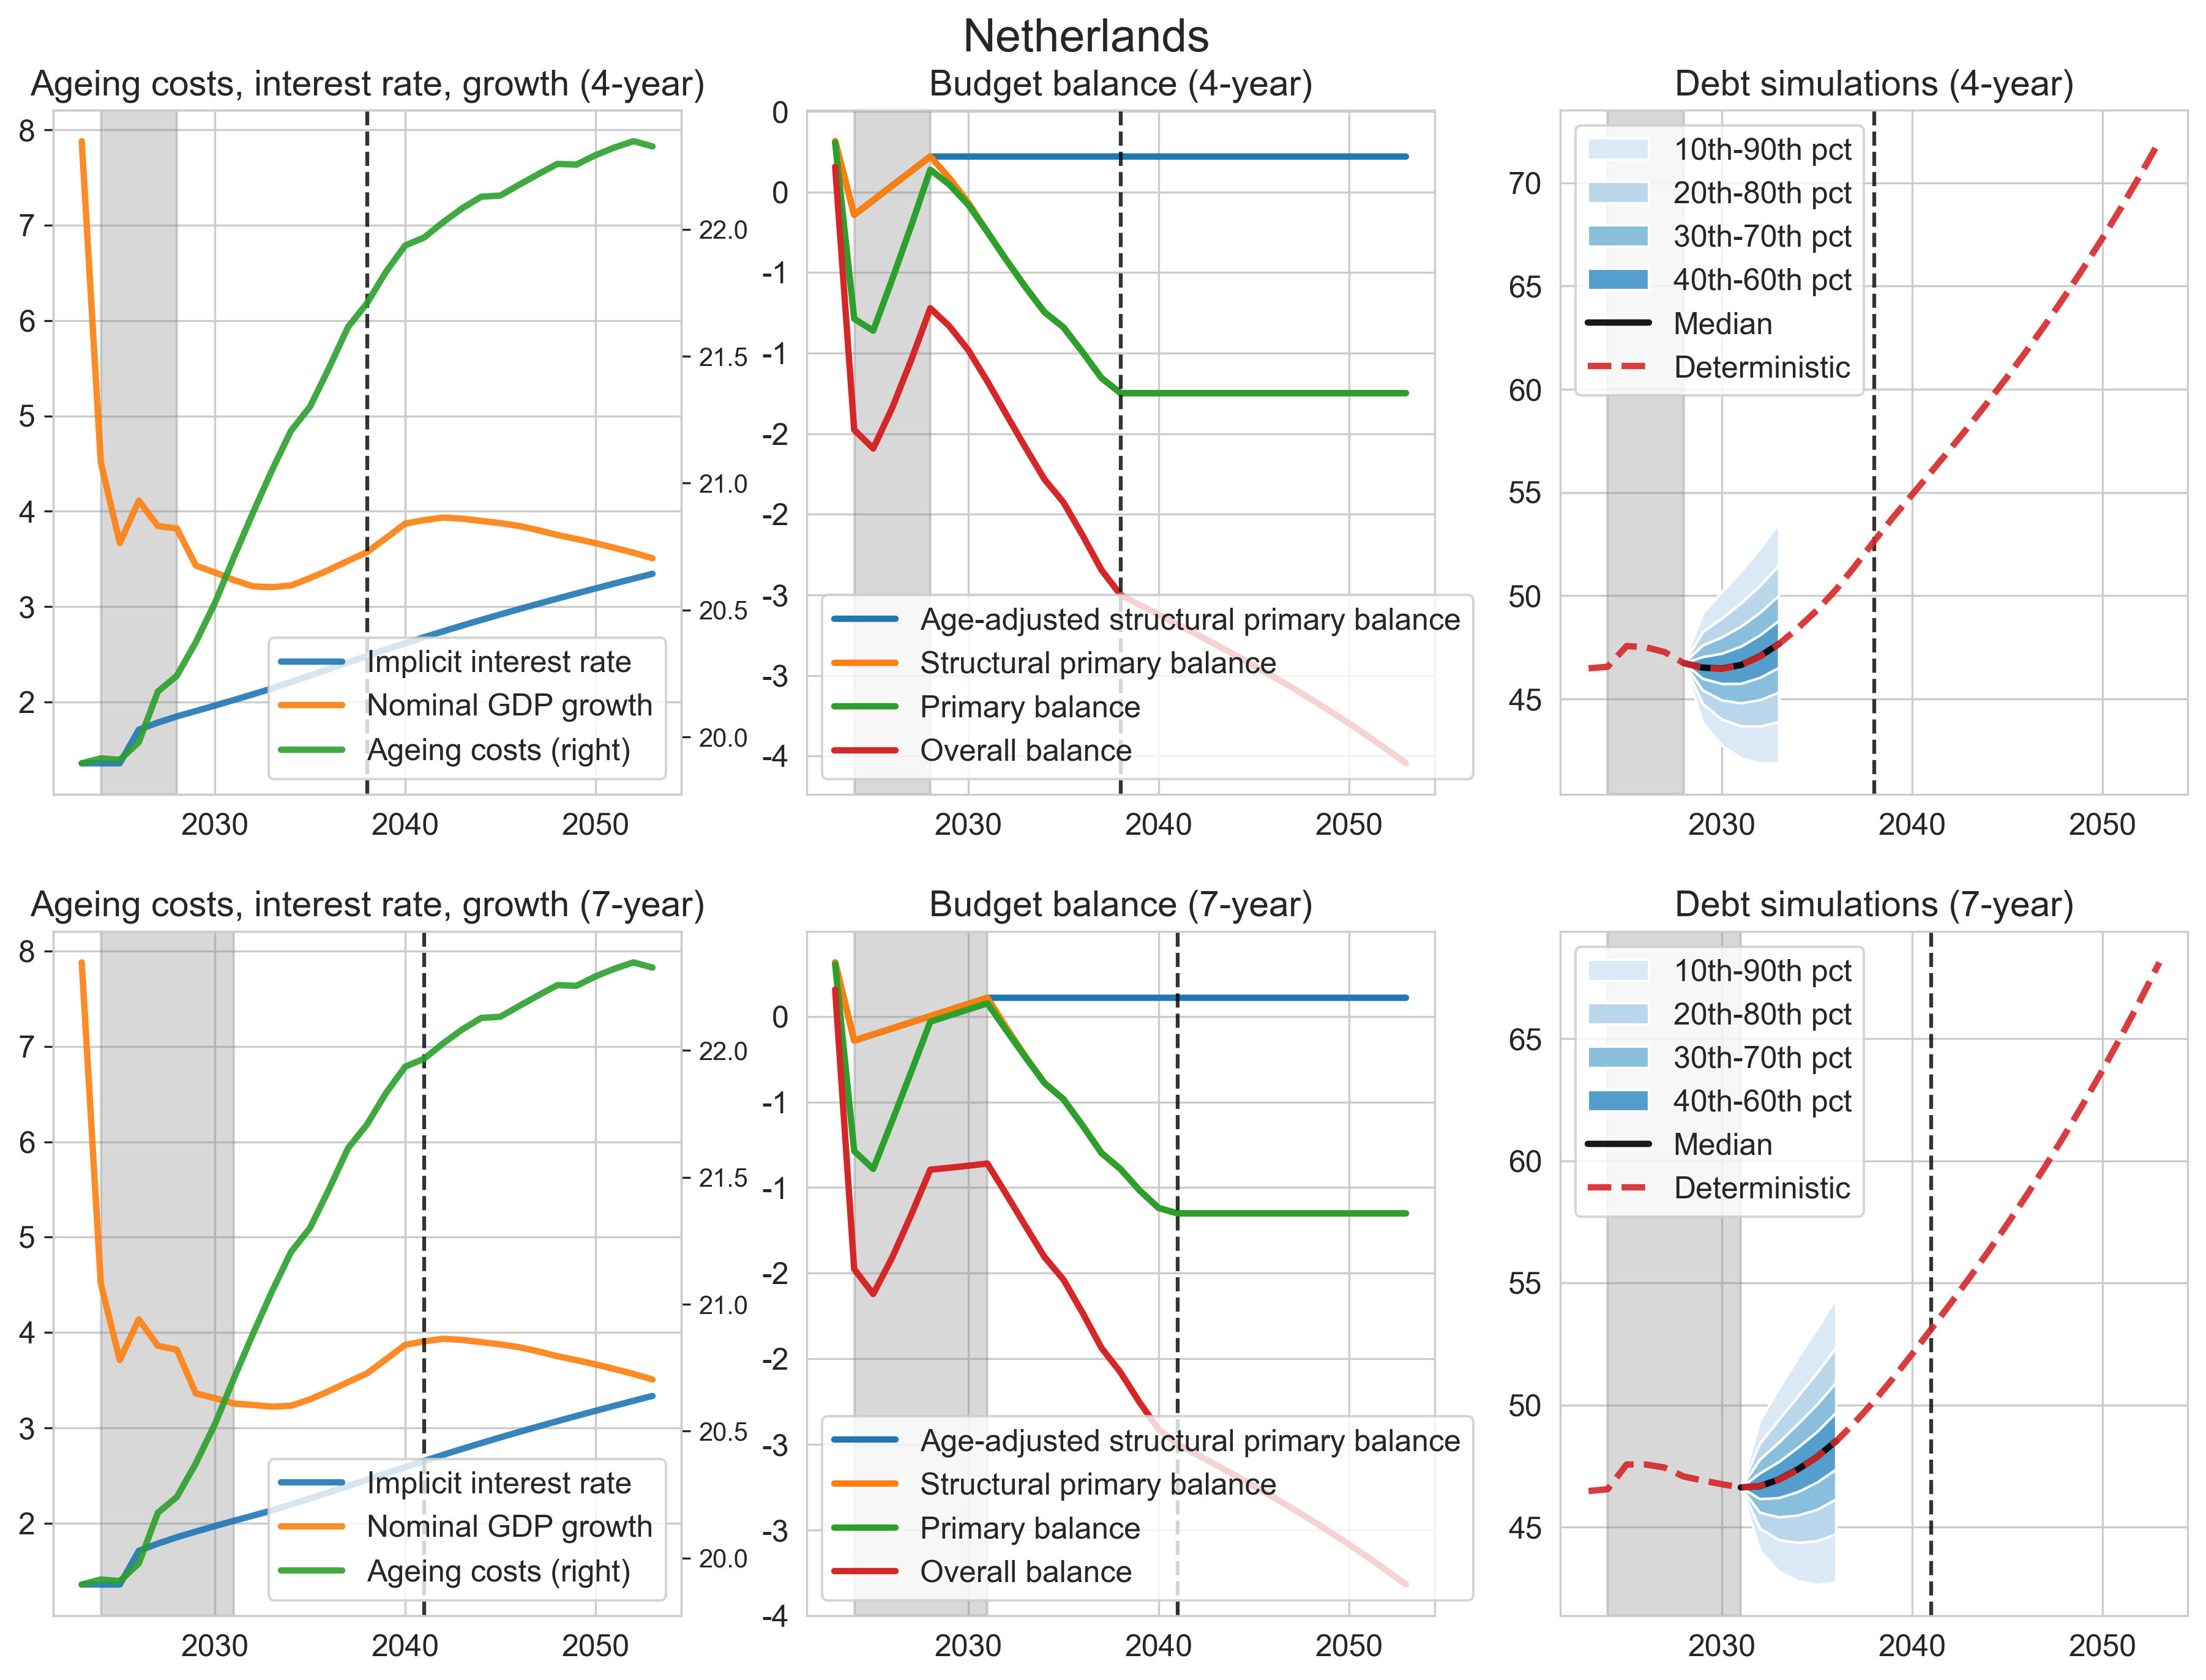 Netherlands
Ageing costs, interest rate, growth (4-year)
8
7
6
5
4
3
2
22.0
21.5
21.0
20.5
20.0
Implicit interest rate
Nominal GDP growth
Ageing costs (right)
2030 2040 2050
Budget balance (4-year)
0
0
-1
-1
-2
-2
-3
-3
-4
Age-adjusted structural primary balance
Structural primary balance
Primary balance
Overall balance
2030 2040 2050
Debt simulations (4-year)
70
65
60
55
50
45
10th-90th pct
20th-80th pct
30th-70th pct
40th-60th pct
Median
Deterministic
2030 2040 2050
Ageing costs, interest rate, growth (7-year)
8
7
6
5
4
3
2
22.0
21.5
21.0
20.5
20.0
Implicit interest rate
Nominal GDP growth
Ageing costs (right)
2030 2040 2050
Budget balance (7-year)
0
-1
-1
-2
-2
-3
-3
-4
Age-adjusted structural primary balance
Structural primary balance
Primary balance
Overall balance
2030 2040 2050
Debt simulations (7-year)
65
60
55
50
45
10th-90th pct
20th-80th pct
30th-70th pct
40th-60th pct
Median
Deterministic
2030 2040 2050